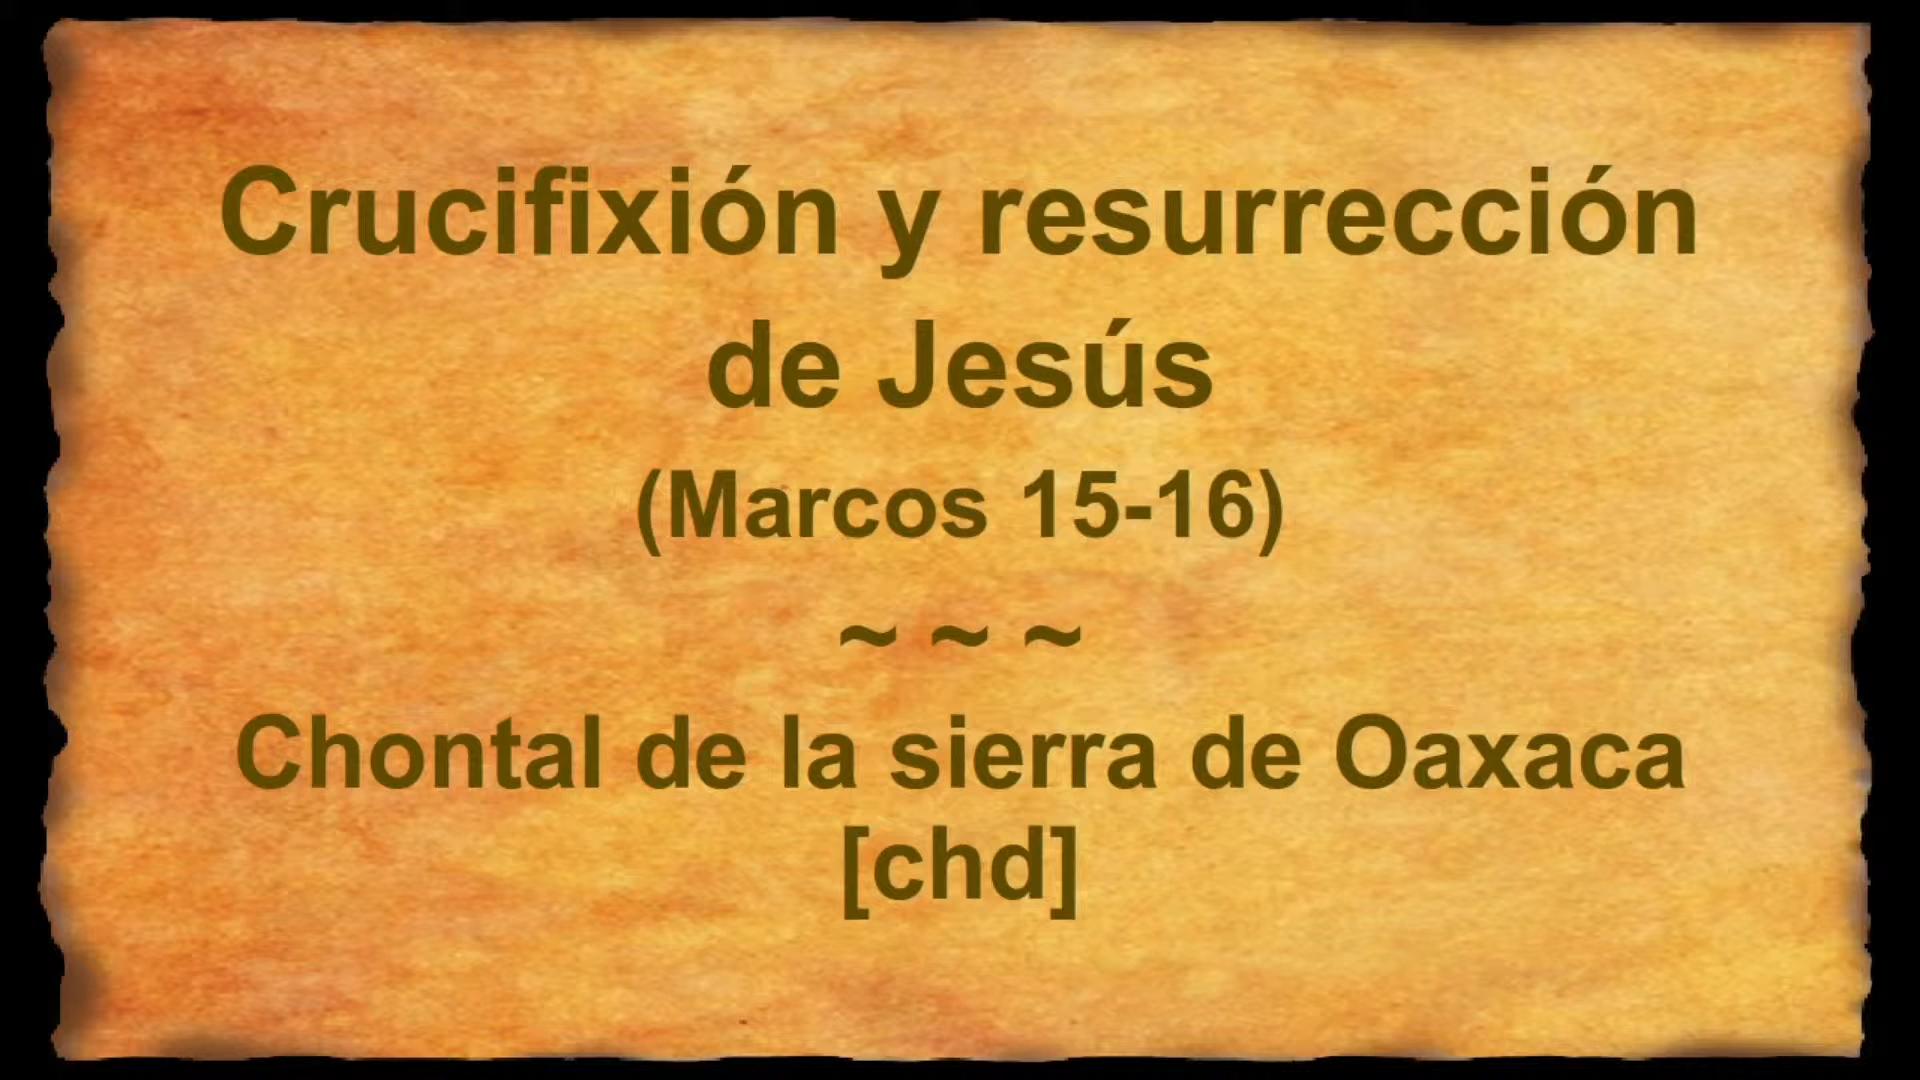 Crucifixión y resurrección
de Jesús
(Marcos 15-16)
~ ~ ~
Chontal de la sierra de Oaxaca
[chd]